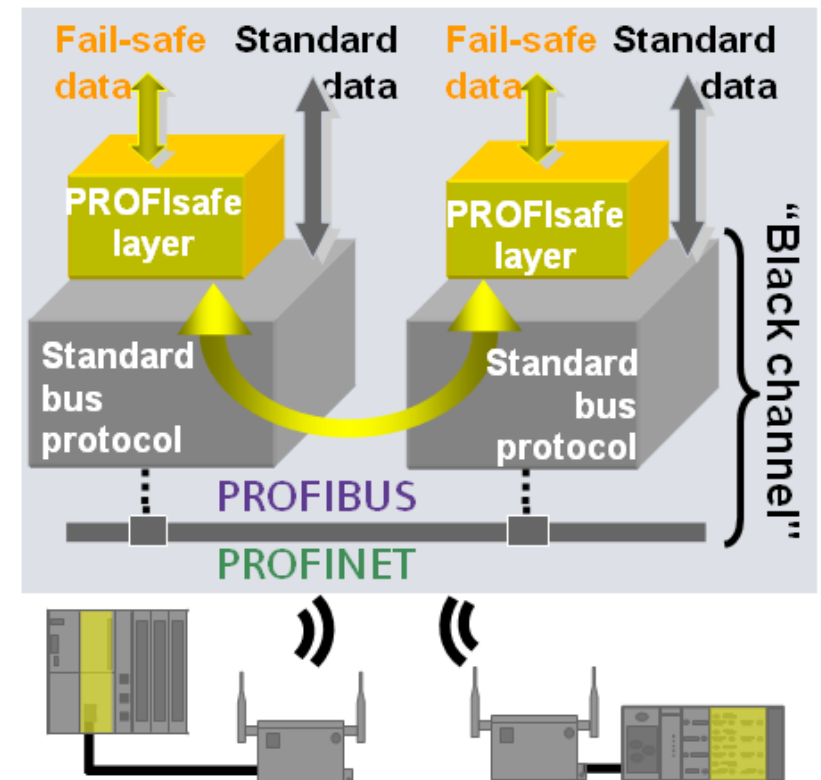 Fail-safe data
Standard data
Fail-safe data
Standard data
PROFIsafe
layer
PROFIsafe
layer
Standard
bus
protocol
Standard
bus
protocol
"Black channel"
PROFIBUS
PROFINET